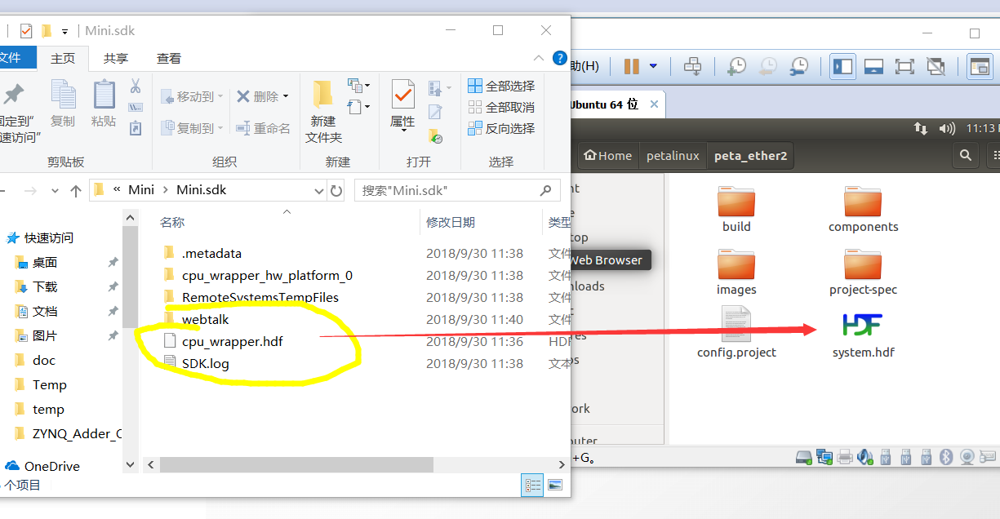 Mini.sdk
文件
主页
共享
查看
固定到"
快速访问"
复制
粘贴
剪贴板
移动到
复制到
删除
重命名
组织
新建
文件夹
新建
属性
打开
全部选择
全部取消
反向选择
选择
« Mini > Mini.sdk
搜索"Mini.sdk"
名称
修改日期
类型
快速访问
桌面
下载
文档
图片
doc
Temp
temp
ZYNQ_Adder_C
OneDrive
.metadata 2018/9/30 11:38 文件
cpu_wrapper_hw_platform_0 2018/9/30 11:38 文件
RemoteSystemsTempFiles 2018/9/30 11:38 文件
webtalk 2018/9/30 11:40 文件
cpu_wrapper.hdf 2018/9/30 11:36 HDF
SDK.log 2018/9/30 11:38 文本
个项目
助(H)
Ubuntu 64 位
11:13
Home
petalinux
peta_ether2
nt
e
top
Web Browser
nloads
res
os
ork
puter
build
components
images
project-spec
config.project
HDF
system.hdf
+G。